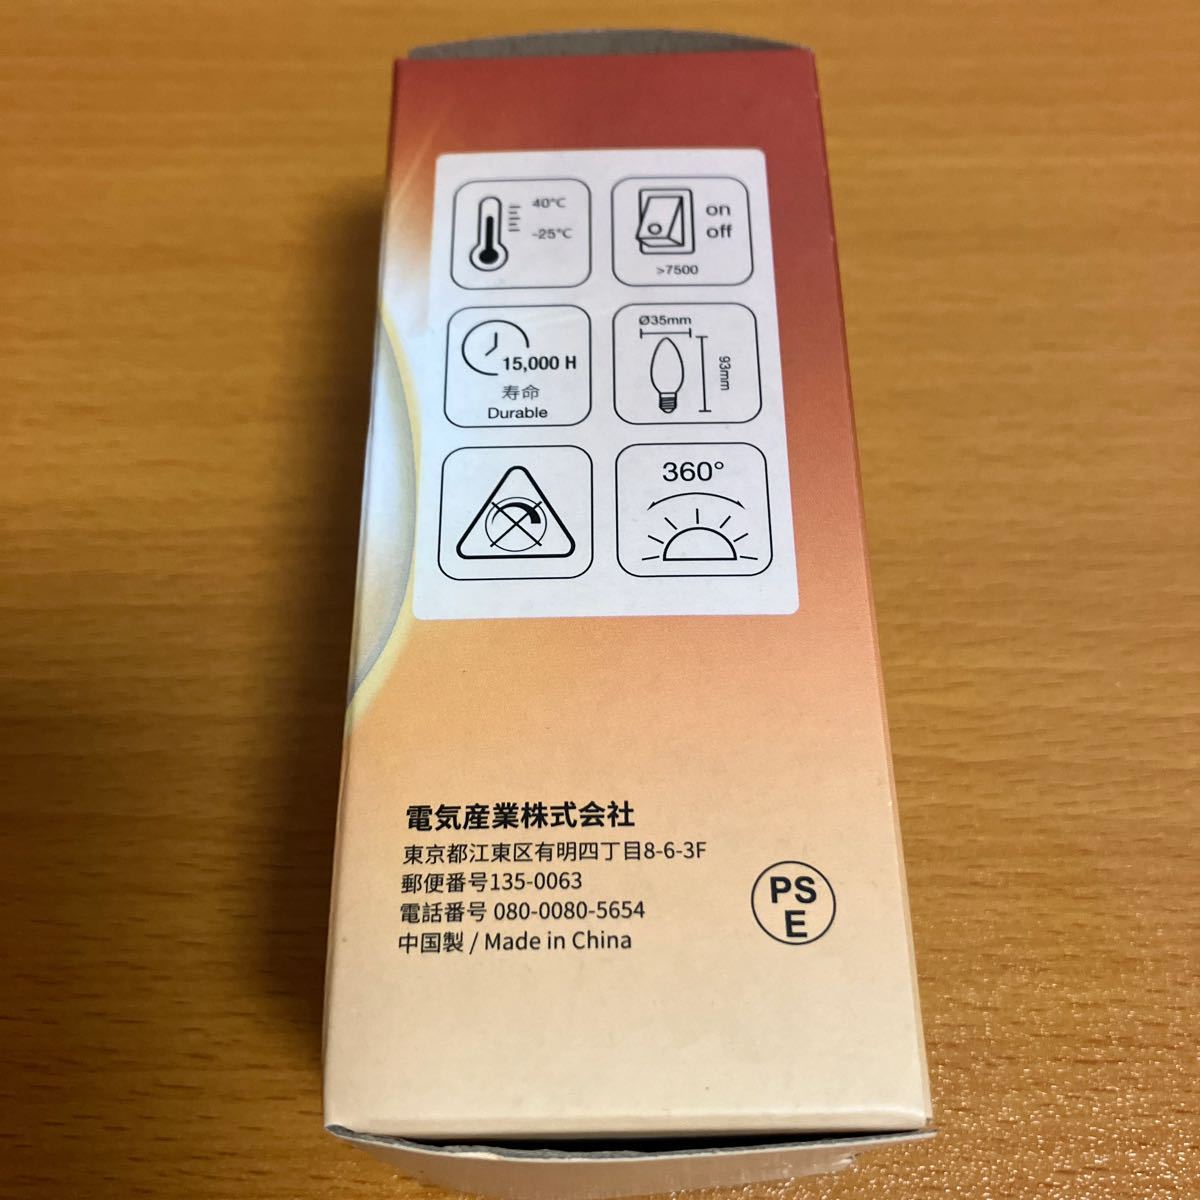 40°C
-25°C
on
off
>7500
15,000 H
寿命
Durable
Ø35mm
93mm
360°
電気産業株式会社
東京都江東区有明四丁目8-6-3F
郵便番号135-0063
電話番号 080-0080-5654
中国製 / Made in China
PS
E